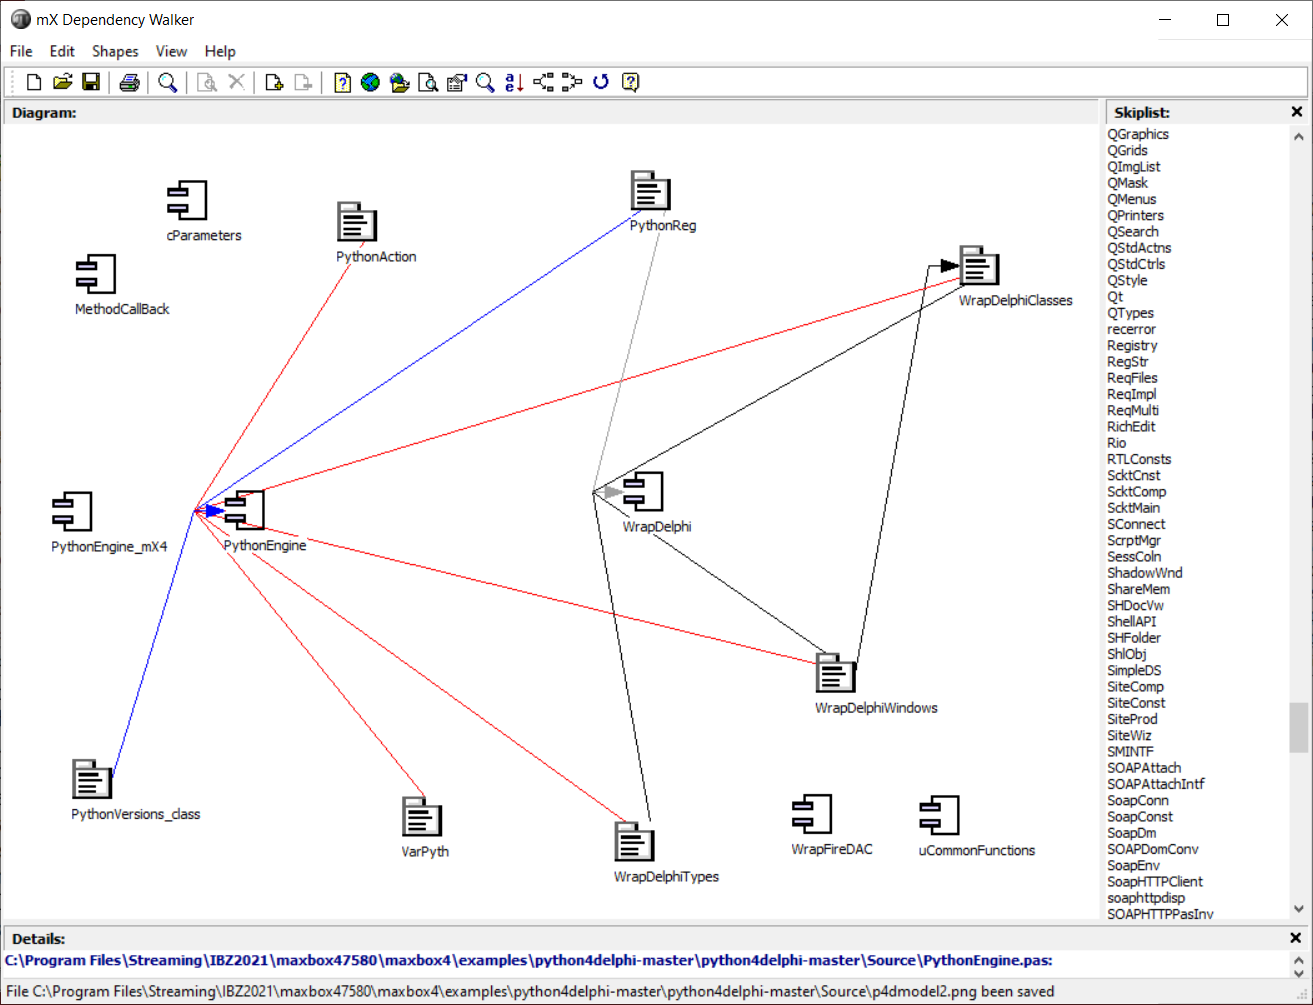 mX Dependency Walker
File Edit Shapes View Help
Diagram:
Skiplist:
cParameters
PythonAction
PythonReg
MethodCallBack
WrapDelphiClasses
PythonEngine_mX4
PythonEngine
WrapDelphi
WrapDelphiWindows
PythonVersions_class
VarPyth
WrapDelphiTypes
WrapFireDAC
uCommonFunctions
QGraphics
QGrids
QImgList
QMask
QMenus
QPrinters
QSearch
QStdActns
QStdCtrls
QStyle
Qt
QTypes
recerror
Registry
RegStr
ReqFiles
ReqImpl
ReqMulti
RichEdit
Rio
RTLConsts
ScktCnst
ScktComp
ScktMain
SConnect
ScrptMgr
SessColn
ShadowWnd
ShareMem
SHDocVw
ShellAPI
SHFolder
ShlObj
SimpleDS
SiteComp
SiteConst
SiteProd
SiteWiz
SMINTF
SOAPAttach
SOAPAttachIntf
SoapConn
SoapConst
SoapDm
SOAPDomConv
SoapEnv
SoapHTTPClient
soaphttpdisp
SOAPHTTPPasInv
Details:
C:\Program Files\Streaming\IBZ2021\maxbox47580\maxbox4\examples\python4delphi-master\python4delphi-master\Source\PythonEngine.pas:
File C:\Program Files\Streaming\IBZ2021\maxbox47580\maxbox4\examples\python4delphi-master\python4delphi-master\Source\p4dmodel2.png been saved